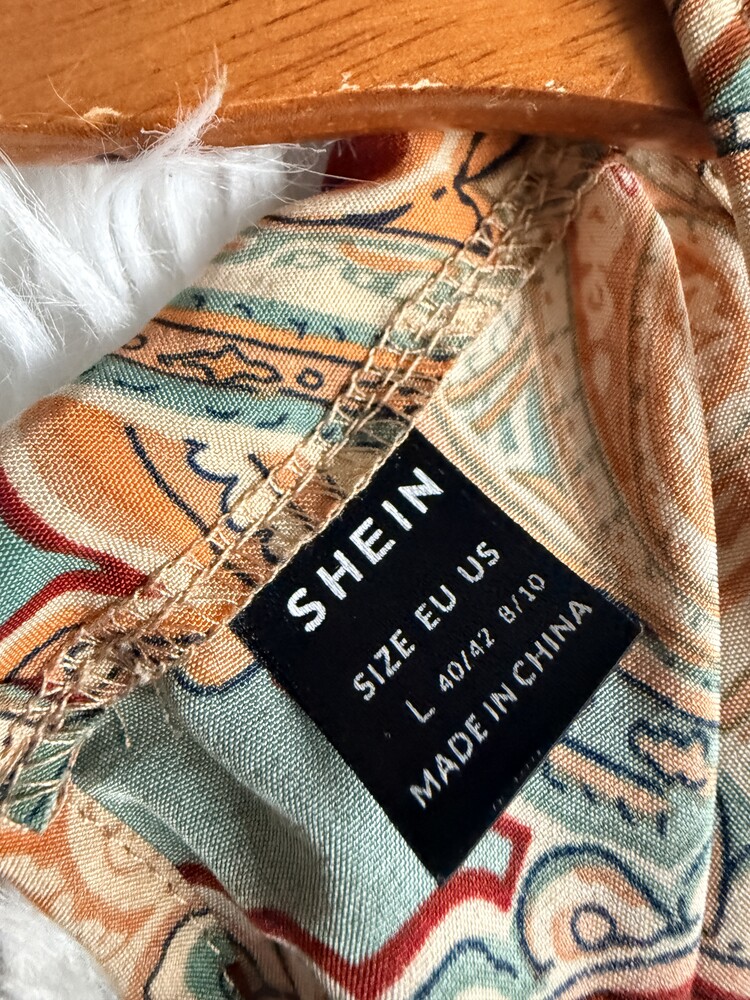 SHEIN
SIZE EU US
L 40/42 8/10
MADE IN CHINA